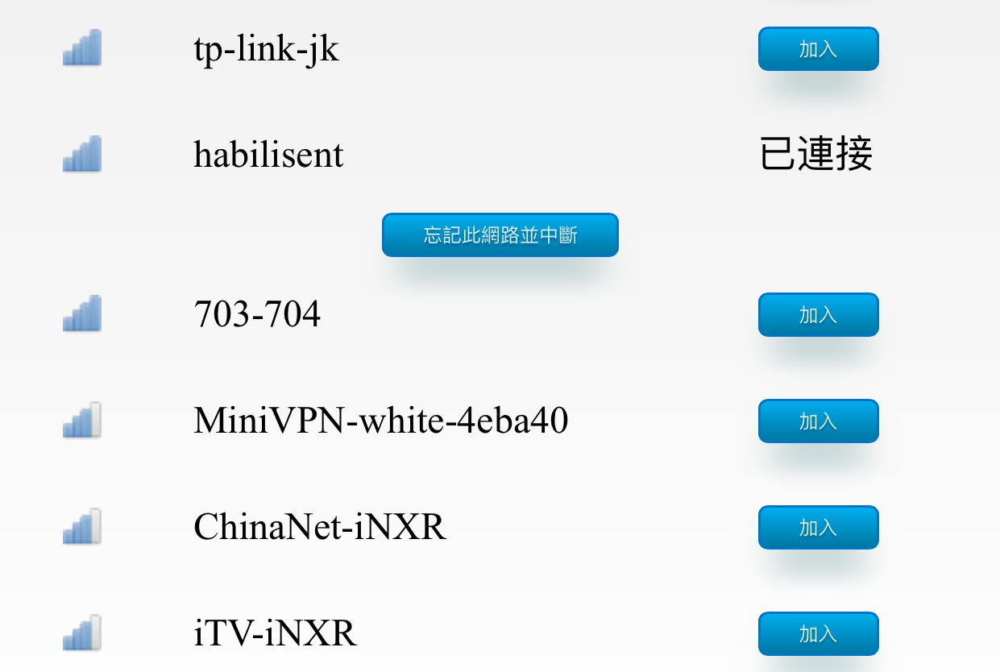 tp-link-jk 加入
habilisent 已連接
忘記此網路並中斷
703-704 加入
MiniVPN-white-4eba40 加入
ChinaNet-iNXR 加入
iTV-iNXR 加入